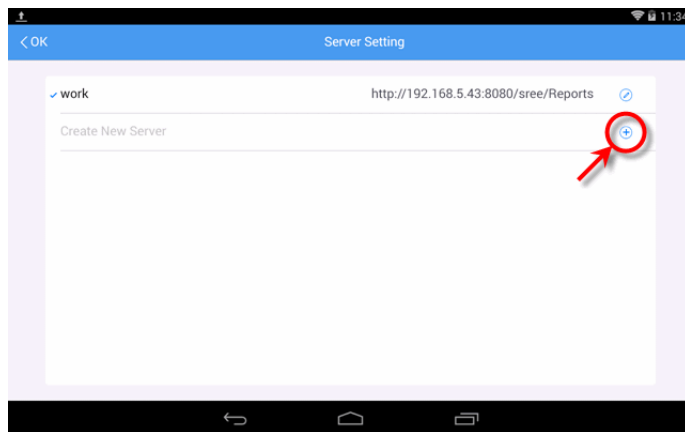 11:34
< OK
Server Setting
work
http://192.168.5.43:8080/sree/Reports
Create New Server